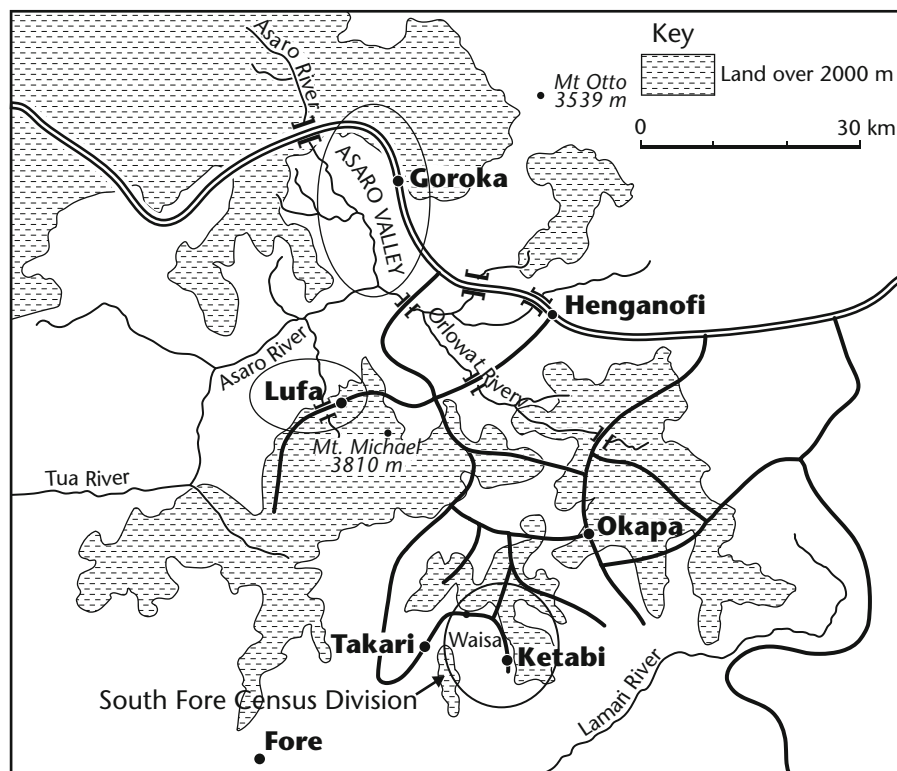 Asaro River
Mt Otto
3539 m
Key
Land over 2000 m
0 30 km
ASARO VALLEY
Goroka
Henganofi
Orlowat River
Asaro River
Lufa
Mt. Michael
3810 m
Tua River
Okapa
Takari
Waisa
Ketabi
South Fore Census Division
Lamari River
Fore